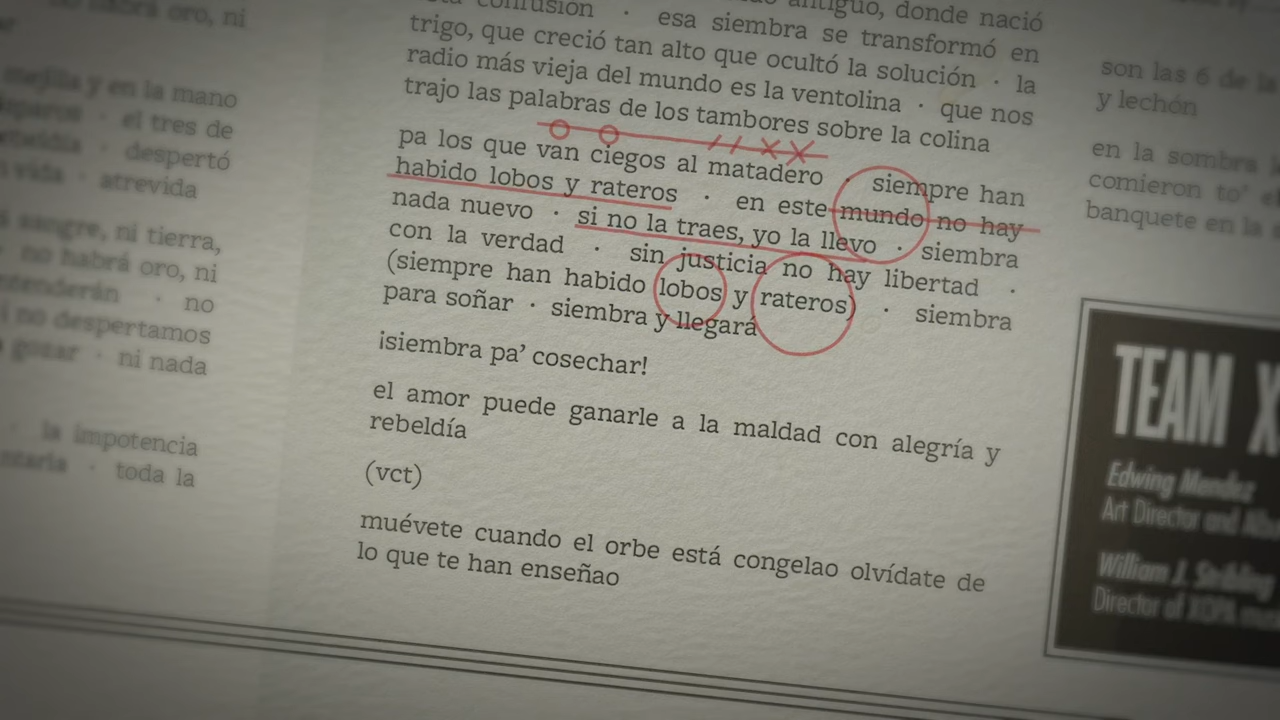 no habrá oro, ni
mejilla y en la mano
el tres de
despertó
atrevida
sangre, ni tierra,
no habrá oro, ni
entenderán · no
no despertamos
gozar · ni nada
· la impotencia
· toda la
confusión · esa siembra se transformó en
antiguo, donde nació
trigo, que creció tan alto que ocultó la solución · la
radio más vieja del mundo es la ventolina · que nos
trajo las palabras de los tambores sobre la colina
pa los que van ciegos al matadero · siempre han
habido lobos y rateros · en este mundo no hay
nada nuevo · si no la traes, yo la llevo · siembra
con la verdad · sin justicia no hay libertad ·
(siempre han habido lobos y rateros) · siembra
para soñar · siembra y llegará
¡siembra pa’ cosechar!
el amor puede ganarle a la maldad con alegría y
rebeldía
(vct)
muévete cuando el orbe está congelao olvídate de
lo que te han enseñao
son las 6 de la
y lechón
en la sombra
comieron to’ el
banquete en la
TEAM X
Edwing Mendez
Art Director and
William J.
Director of XOPA